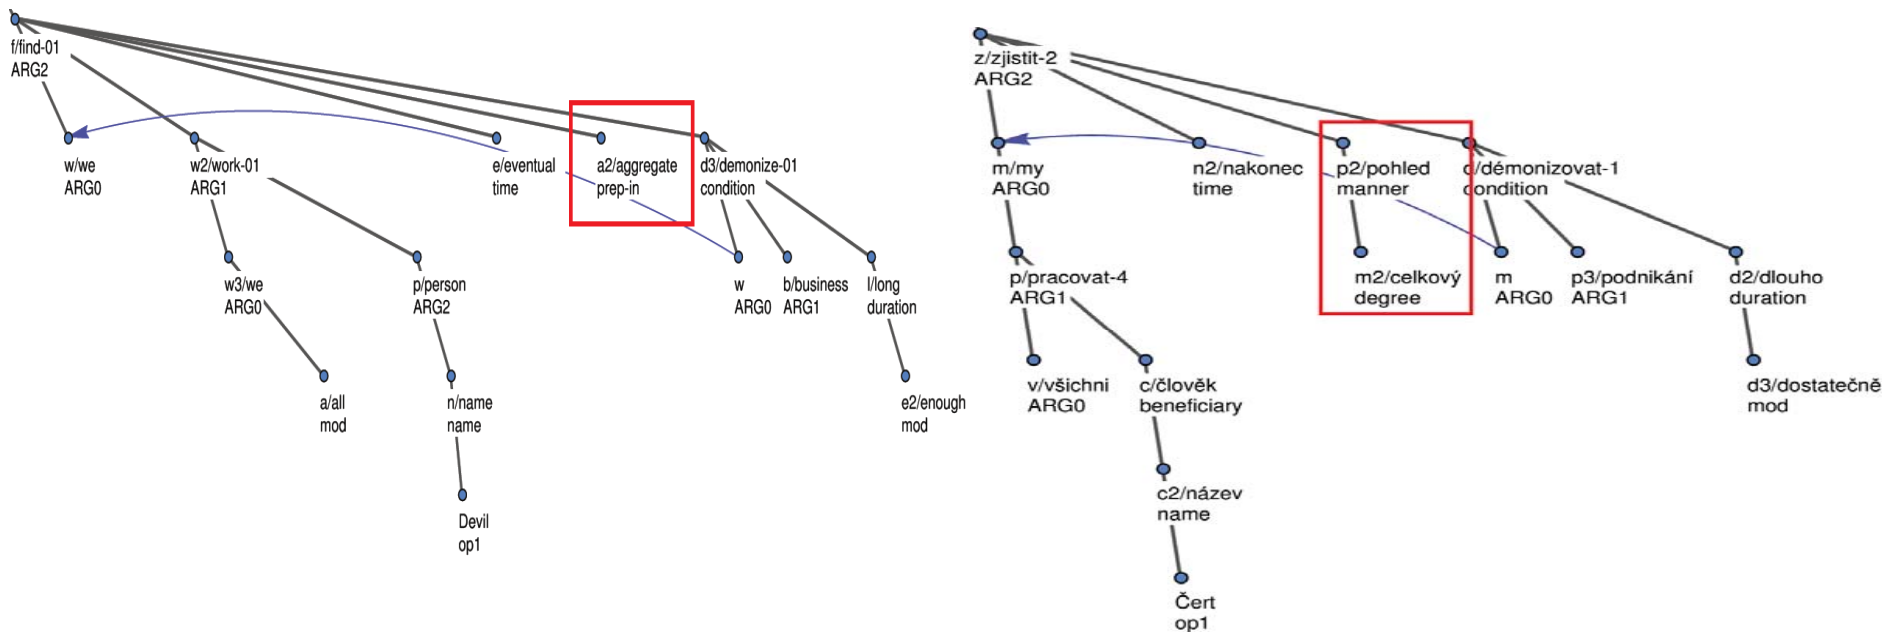 f/find-01
ARG2
w/we
ARG0
w2/work-01
ARG1
e/eventual
time
a2/aggregate
prep-in
d3/demonize-01
condition
w3/we
ARG0
p/person
ARG2
w
ARG0
b/business
ARG1
l/long
duration
a/all
mod
n/name
name
e2/enough
mod
Devil
op1
z/zjistit-2
ARG2
m/my
ARG0
n2/nakonec
time
p2/pohled
manner
d/démonizovat-1
condition
p/pracovat-4
ARG1
m2/celkový
degree
m
ARG0
p3/podnikání
ARG1
d2/dlouho
duration
v/všichni
ARG0
c/člověk
beneficiary
d3/dostatečně
mod
c2/název
name
Čert
op1